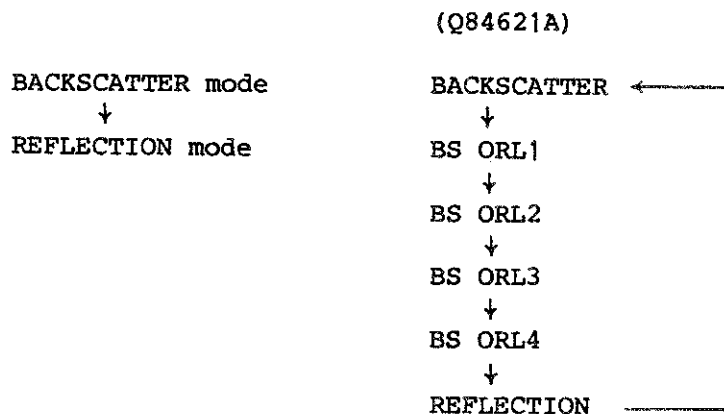 (Q84621A)
BACKSCATTER mode
↓
REFLECTION mode
BACKSCATTER ←
↓
BS ORL1
↓
BS ORL2
↓
BS ORL3
↓
BS ORL4
↓
REFLECTION